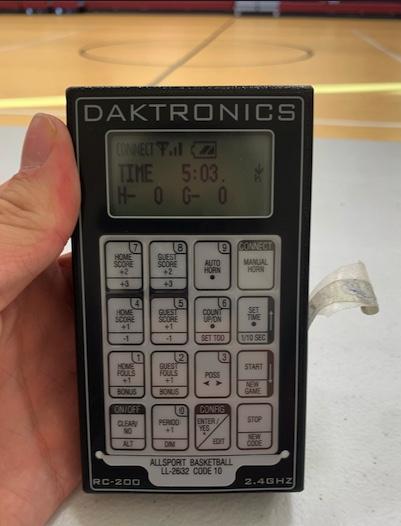 DAKTRONICS
CONNECT
TIME 5:03.
H- 0 G- 0
7
HOME SCORE +2
+3
8
GUEST SCORE +2
+3
9
AUTO HORN
CONNECT
MANUAL HORN
4
HOME SCORE +1
-1
5
GUEST SCORE +1
-1
6
COUNT UP/DN
SET TOD
SET TIME
1/10 SEC
1
HOME FOULS +1
BONUS
2
GUEST FOULS +1
BONUS
3
POSS
< >
START
NEW GAME
ON/OFF
CLEAR/ NO
ALT
0
PERIOD +1
DIM
CONFIG
ENTER/ YES
EDIT
STOP
NEW CODE
ALLSPORT BASKETBALL
LL-2632 CODE 10
RC-200 2.4GHZ